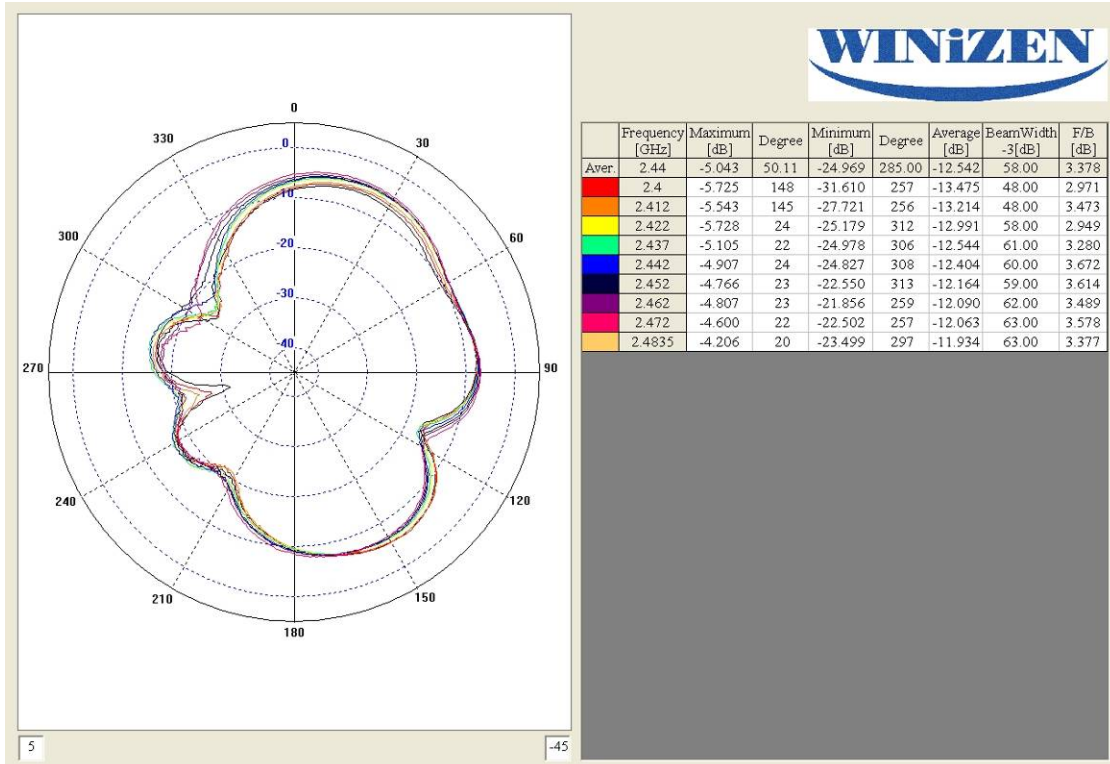 WINiZEN
0
330
30
300
60
270
90
240
120
210
150
180
0
-10
-20
-30
-40
5
-45
Frequency [GHz] Maximum [dB] Degree Minimum [dB] Degree Average [dB] BeamWidth -3[dB] F/B [dB]
Aver. 2.44 -5.043 50.11 -24.969 285.00 -12.542 58.00 3.378
2.4 -5.725 148 -31.610 257 -13.475 48.00 2.971
2.412 -5.543 145 -27.721 256 -13.214 48.00 3.473
2.422 -5.728 24 -25.179 312 -12.991 58.00 2.949
2.437 -5.105 22 -24.978 306 -12.544 61.00 3.280
2.442 -4.907 24 -24.827 308 -12.404 60.00 3.672
2.452 -4.766 23 -22.550 313 -12.164 59.00 3.614
2.462 -4.807 23 -21.856 259 -12.090 62.00 3.489
2.472 -4.600 22 -22.502 257 -12.063 63.00 3.578
2.4835 -4.206 20 -23.499 297 -11.934 63.00 3.377